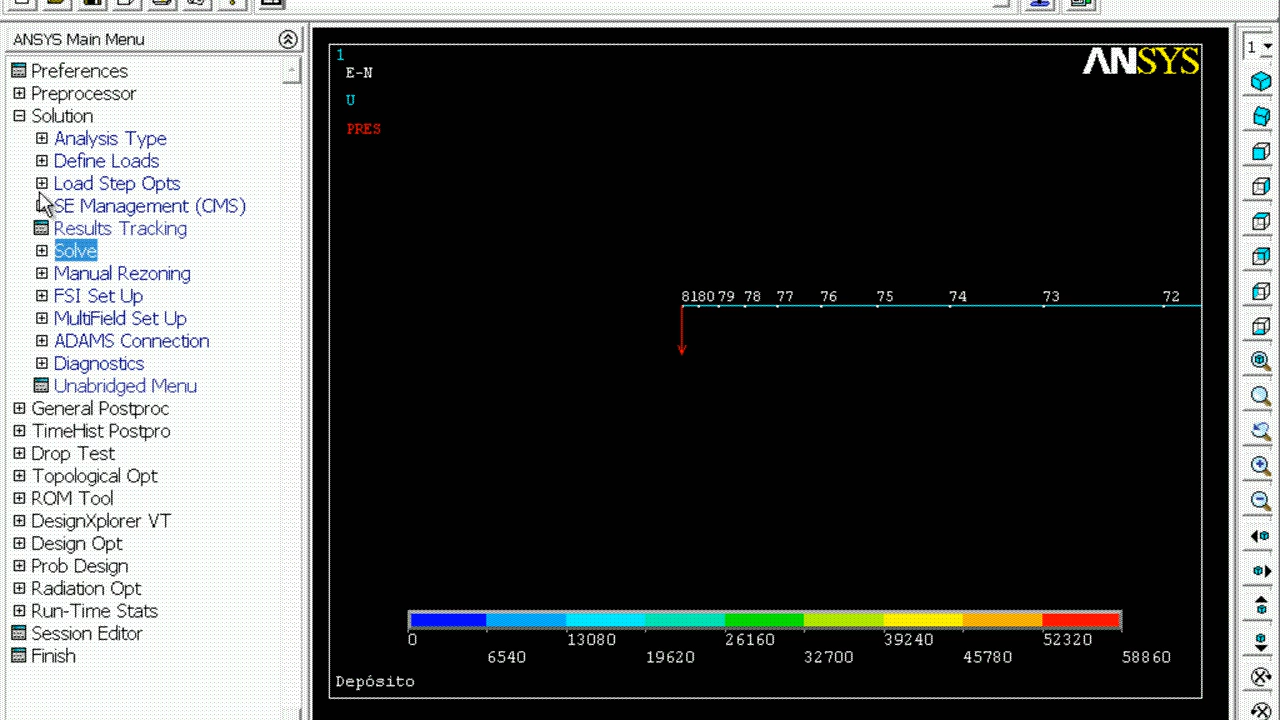 ANSYS Main Menu
Preferences
Preprocessor
Solution
Analysis Type
Define Loads
Load Step Opts
SE Management (CMS)
Results Tracking
Solve
Manual Rezoning
FSI Set Up
MultiField Set Up
ADAMS Connection
Diagnostics
Unabridged Menu
General Postproc
TimeHist Postpro
Drop Test
Topological Opt
ROM Tool
DesignXplorer VT
Design Opt
Prob Design
Radiation Opt
Run-Time Stats
Session Editor
Finish
1
E-N
U
PRES
ANSYS
8180 79 78 77 76 75 74 73 72
0 13080 26160 39240 52320
6540 19620 32700 45780 58860
Depósito
1